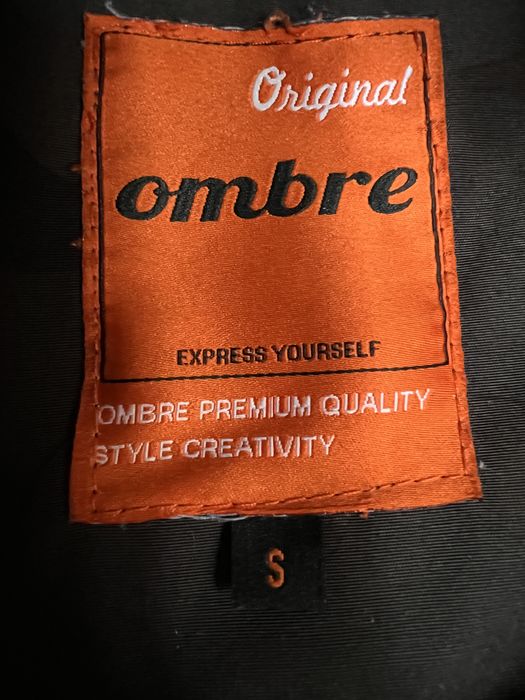 Original
ombre
EXPRESS YOURSELF
OMBRE PREMIUM QUALITY
STYLE CREATIVITY
S